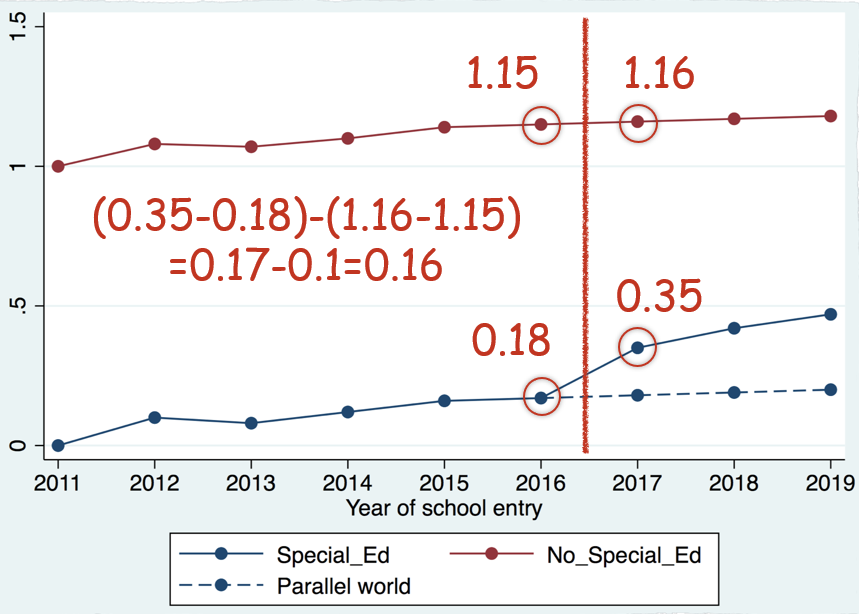 1.5
1.15 1.16
1
(0.35-0.18)-(1.16-1.15)
=0.17-0.1=0.16
0.35
.5
0.18
0
2011 2012 2013 2014 2015 2016 2017 2018 2019
Year of school entry
Special_Ed No_Special_Ed
Parallel world